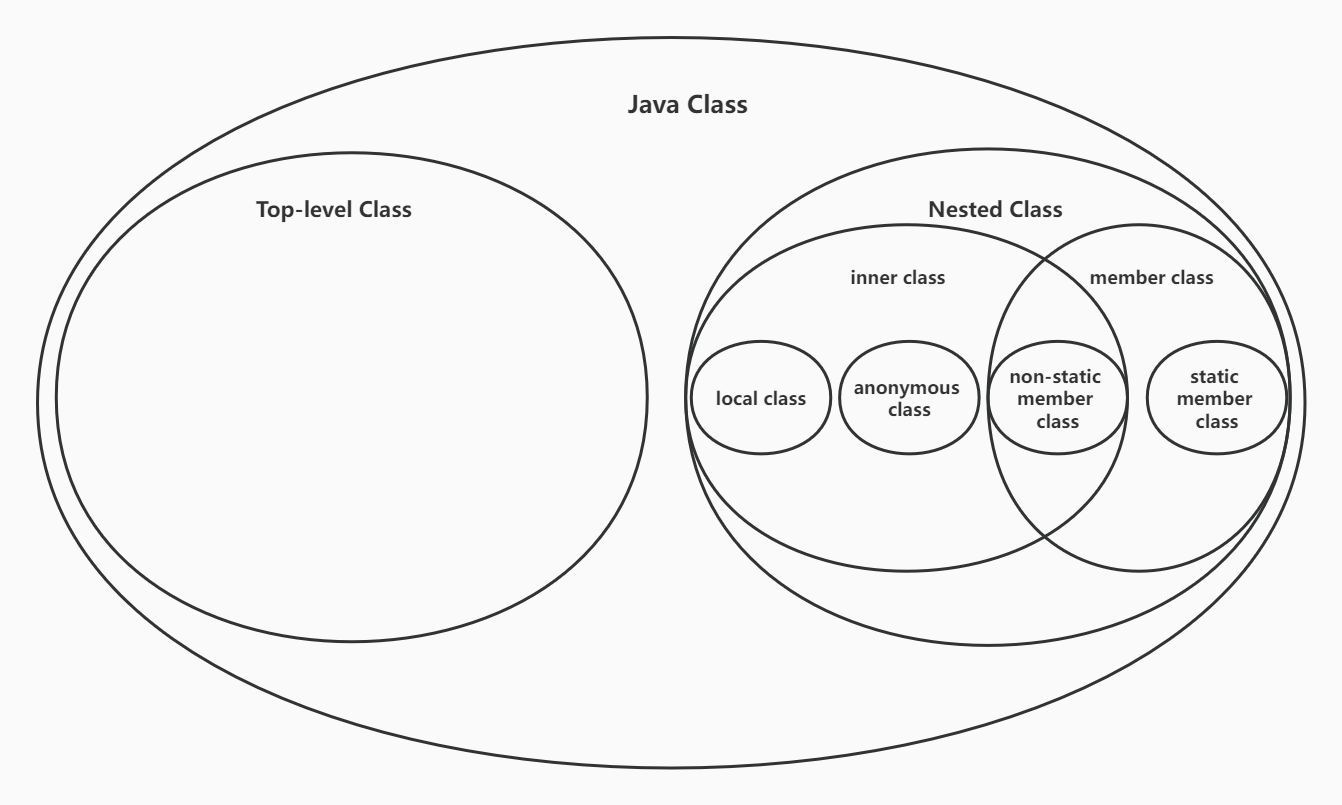 Java Class
Top-level Class
Nested Class
inner class
member class
local class
anonymous
class
non-static
member
class
static
member
class